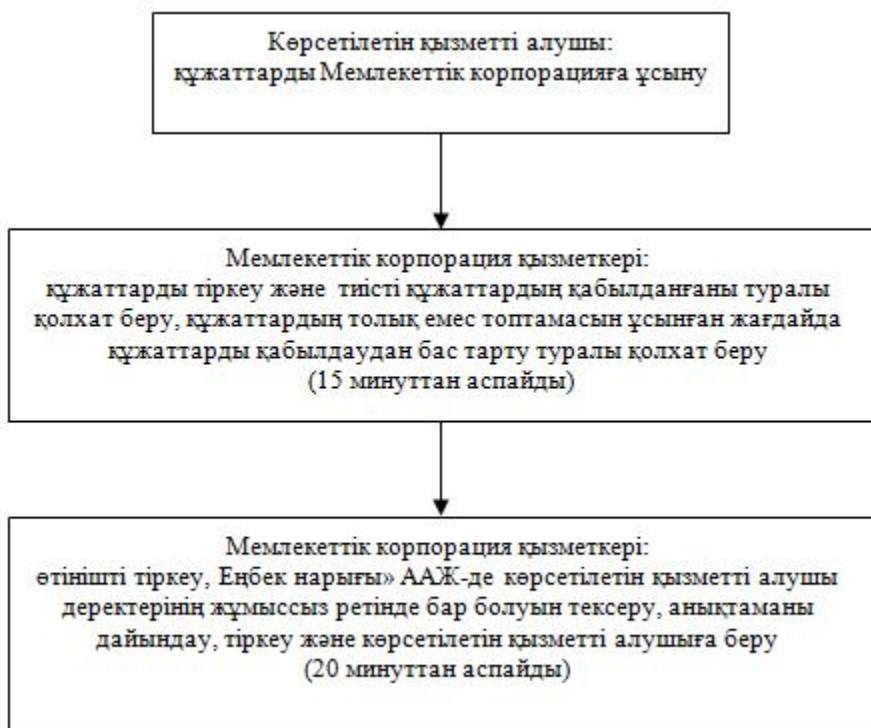 Көрсетілетін қызметті алушы:
құжаттарды Мемлекеттік корпорацияға ұсыну
Мемлекеттік корпорация қызметкері:
құжаттарды тіркеу және тиісті құжаттардың қабылданғаны туралы
қолхат беру, құжаттардың толық емес топтамасын ұсынған жағдайда
құжаттарды қабылдаудан бас тарту туралы қолхат беру
(15 минуттан аспайды)
Мемлекеттік корпорация қызметкері:
өтінішті тіркеу, Еңбек нарығы» ААЖ-де көрсетілетін қызметті алушы
деректерінің жұмыссыз ретінде бар болуын тексеру, анықтаманы
дайындау, тіркеу және көрсетілетін қызметті алушыға беру
(20 минуттан аспайды)